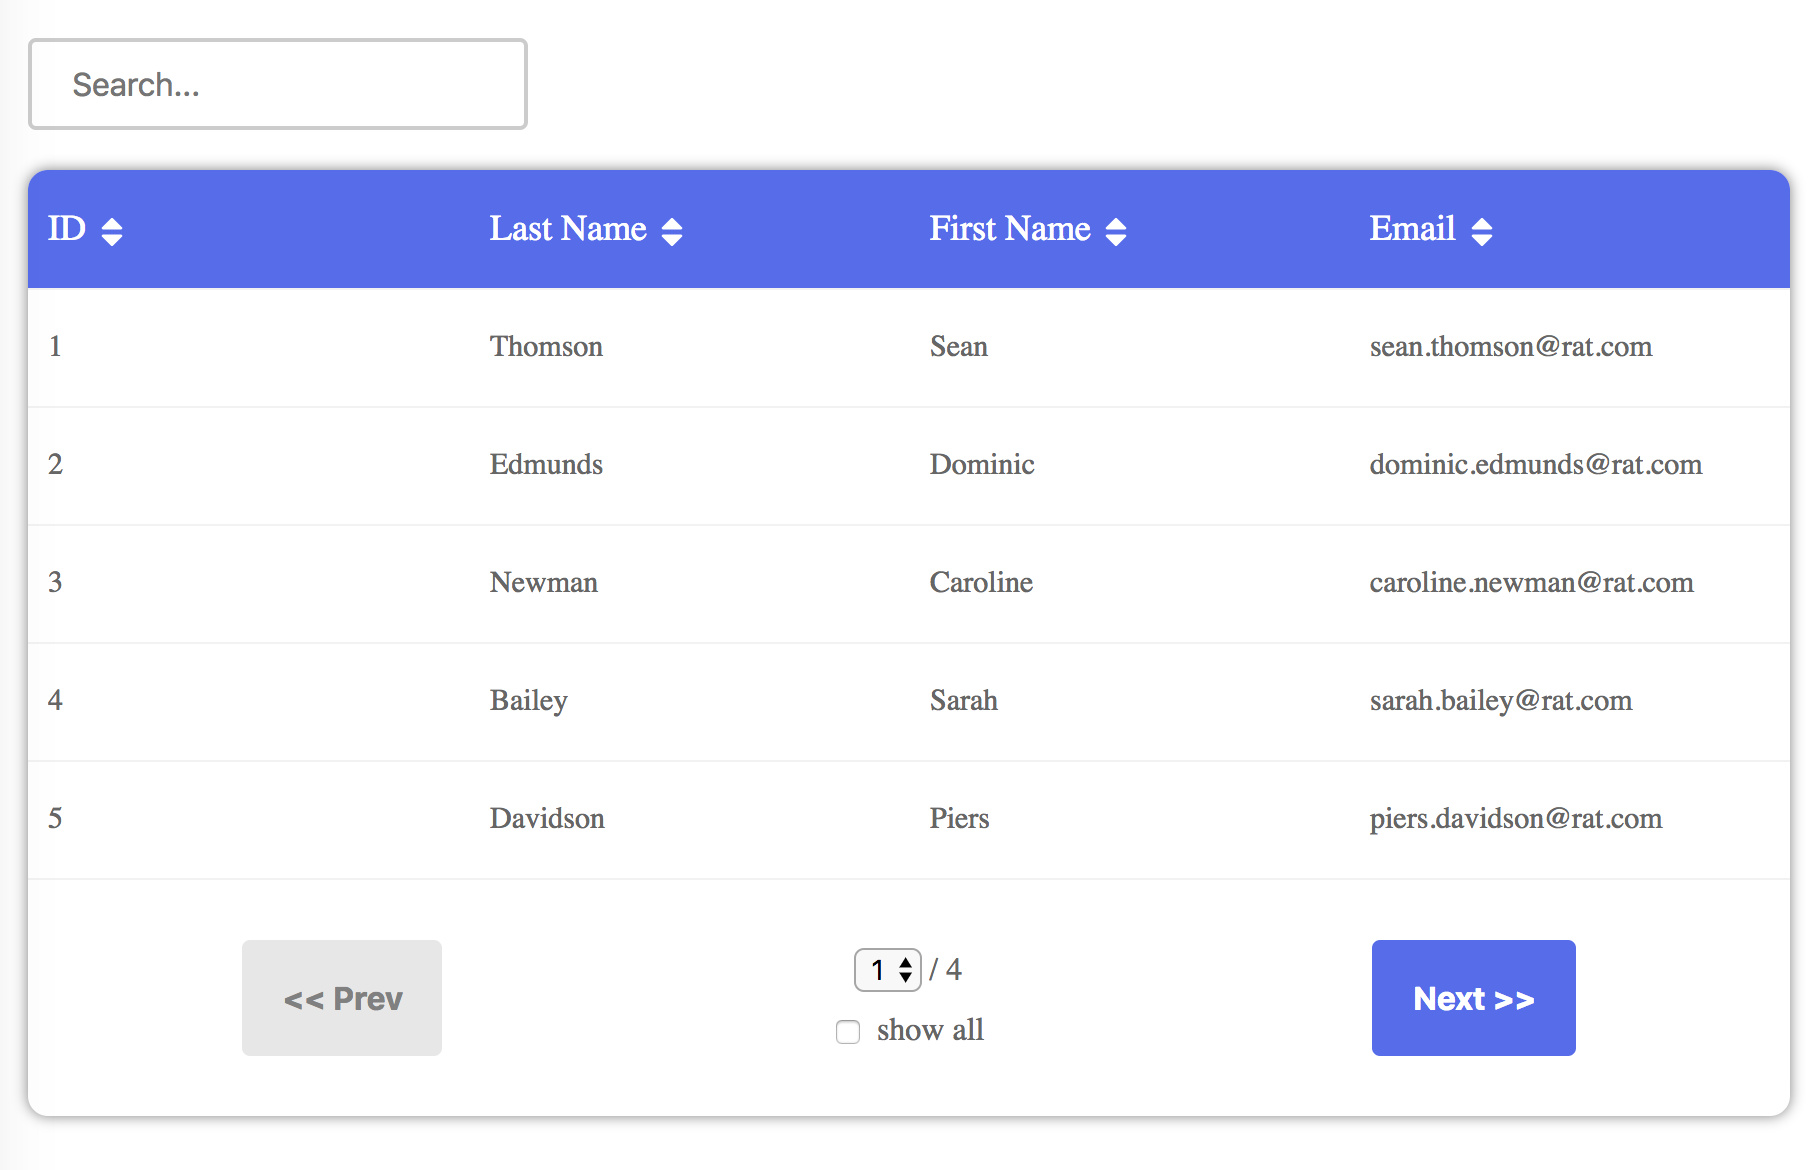 Search...
ID Last Name First Name Email
1 Thomson Sean sean.thomson@rat.com
2 Edmunds Dominic dominic.edmunds@rat.com
3 Newman Caroline caroline.newman@rat.com
4 Bailey Sarah sarah.bailey@rat.com
5 Davidson Piers piers.davidson@rat.com
<< Prev 1 / 4 Next >>
show all